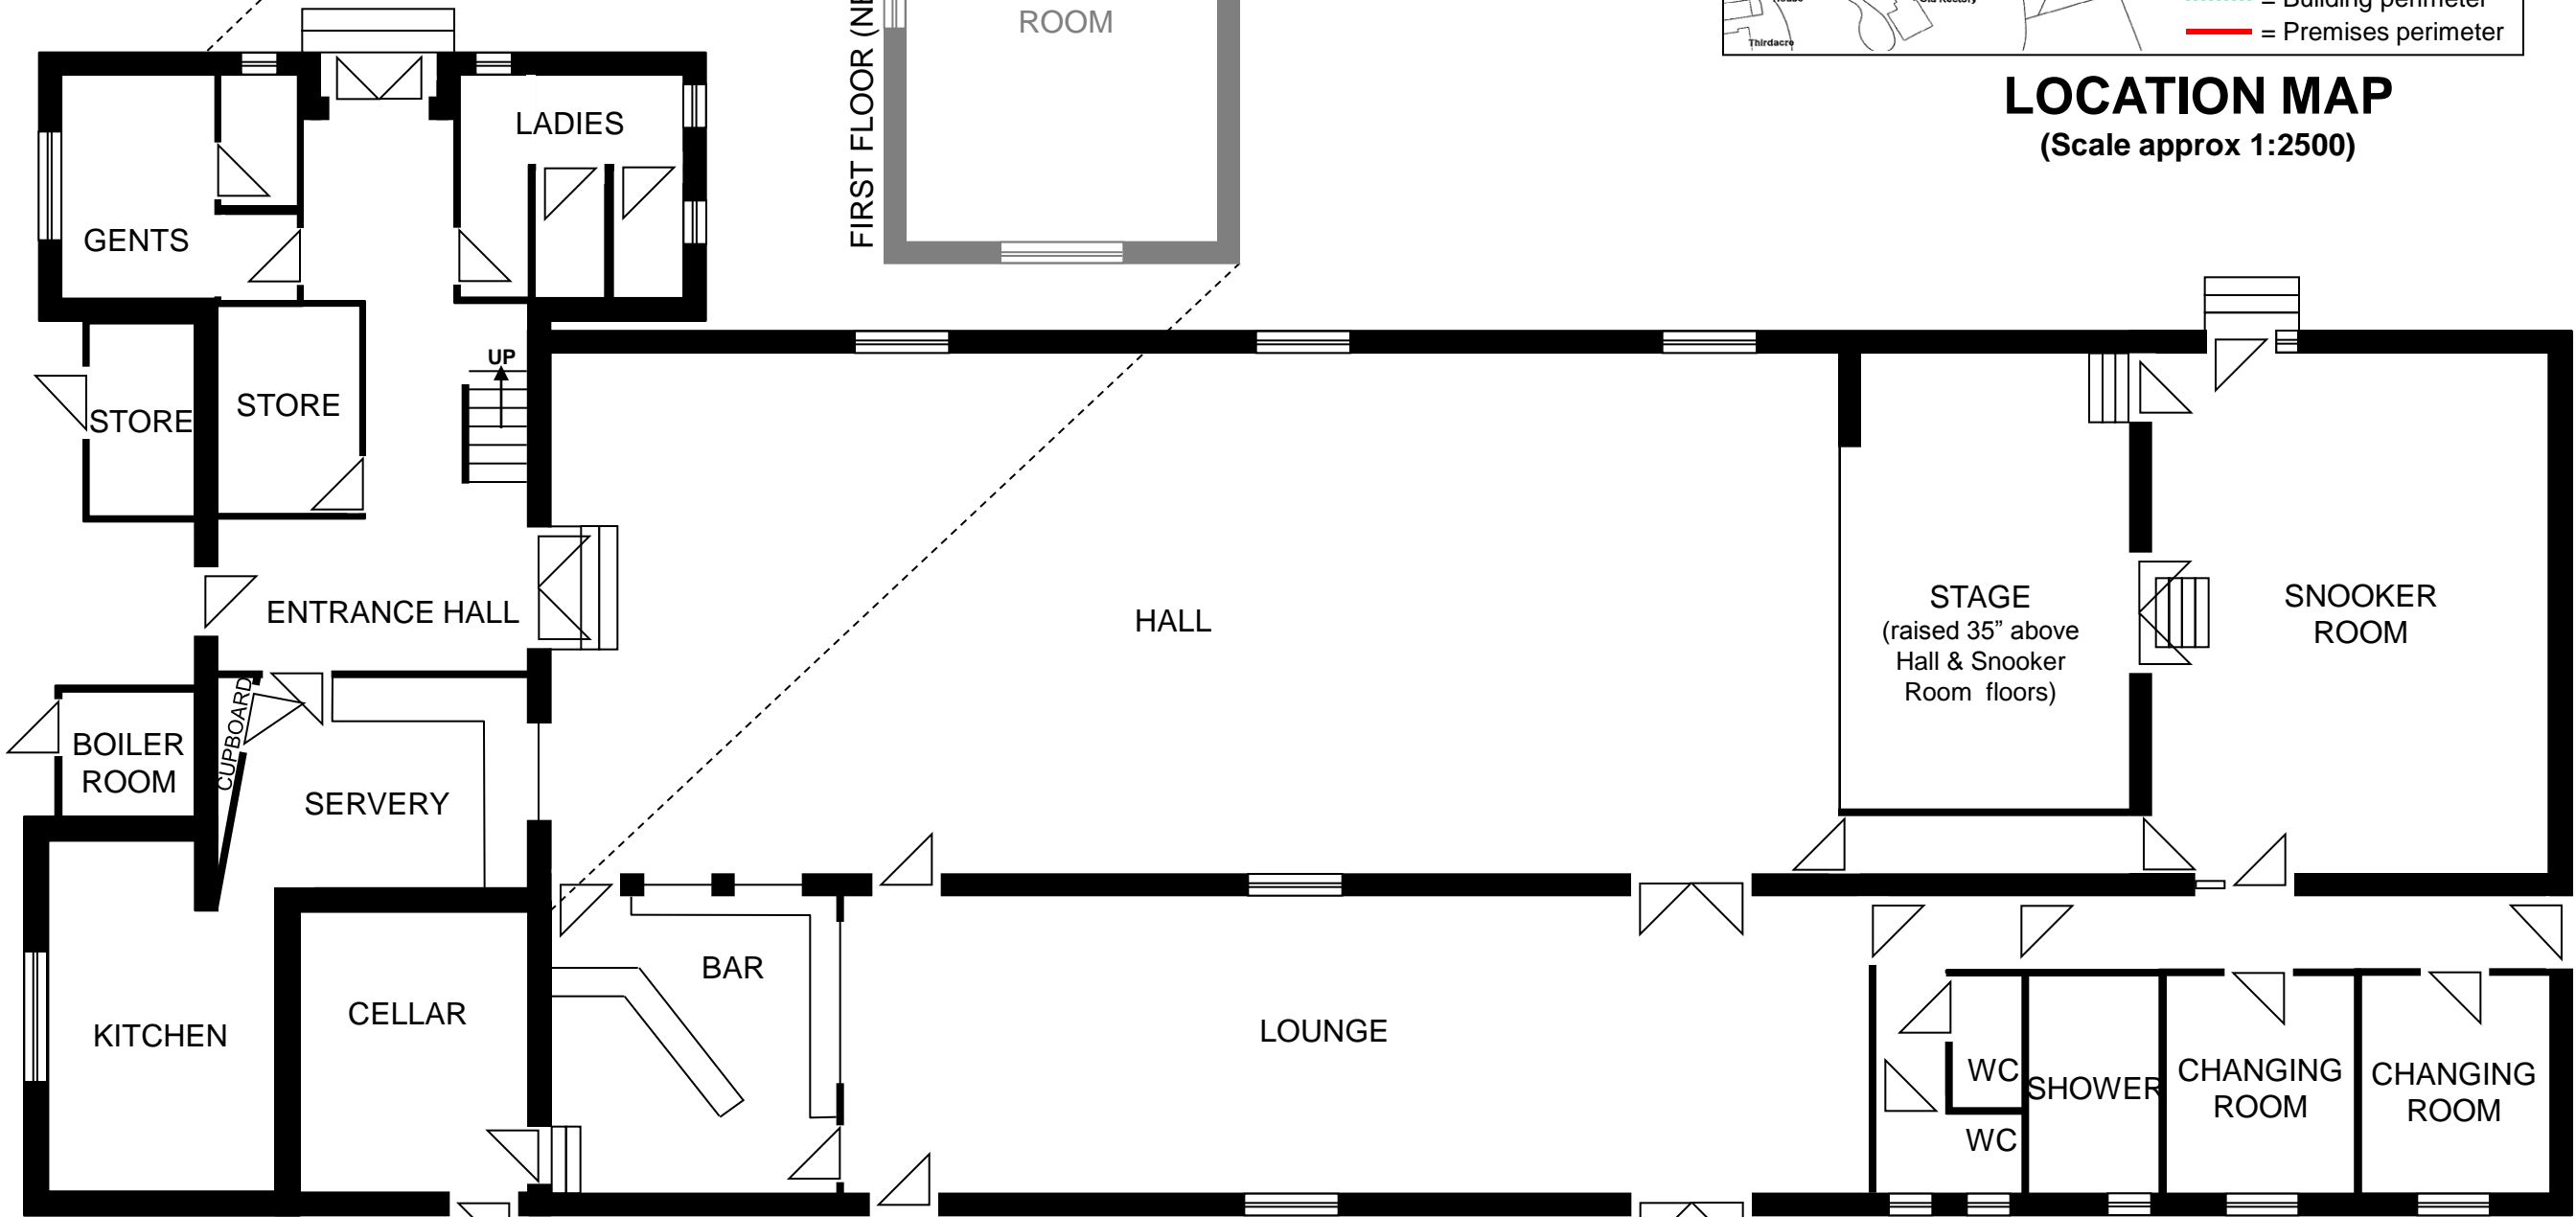 = Building perimeter
= Premises perimeter
Thirdacre
LOCATION MAP
(Scale approx 1:2500)
ROOM
FIRST FLOOR
LADIES
GENTS
UP
STORE
STORE
ENTRANCE HALL
HALL
STAGE
(raised 35” above
Hall & Snooker
Room floors)
SNOOKER
ROOM
CUPBOARD
BOILER
ROOM
SERVERY
BAR
CELLAR
KITCHEN
LOUNGE
WC
WC
SHOWER
CHANGING
ROOM
CHANGING
ROOM